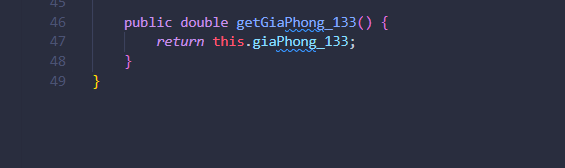 45
46 public double getGiaPhong_133() {
47 return this.giaPhong_133;
48 }
49 }